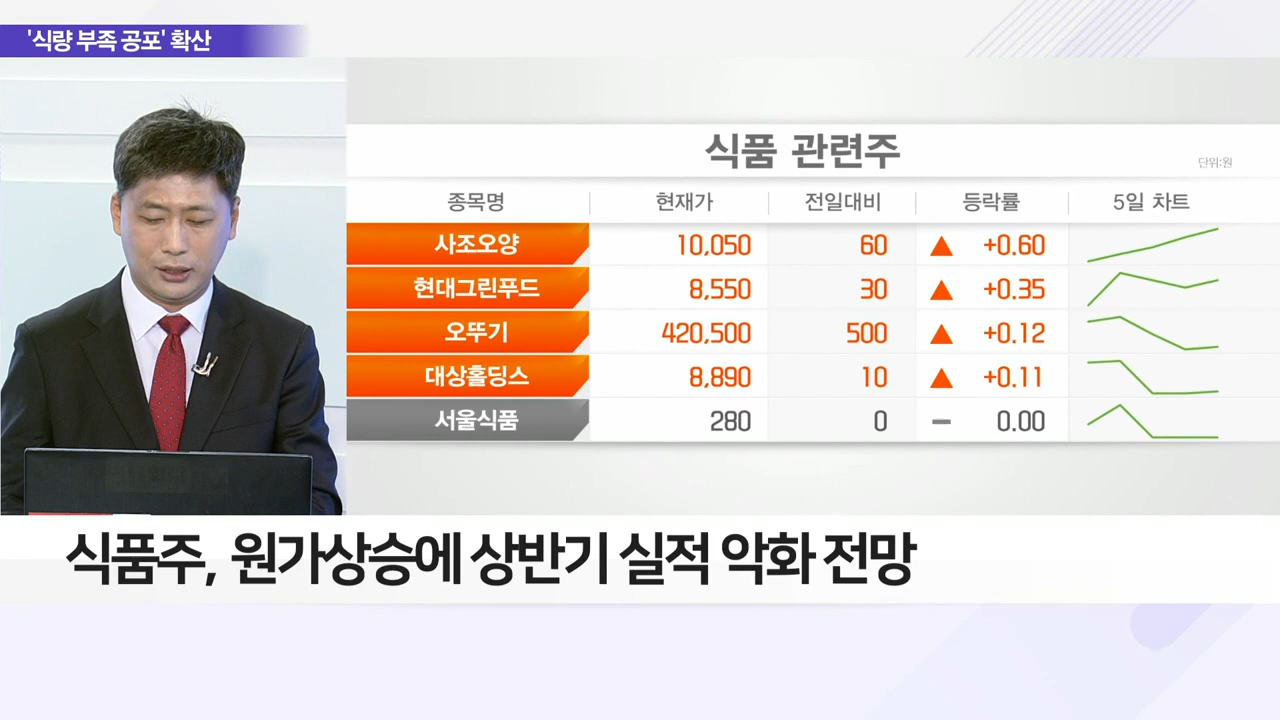 '식량 부족 공포' 확산
식품 관련주
단위:원
종목명 현재가 전일대비 등락률 5일 차트
사조오양 10,050 60 ▲ +0.60
현대그린푸드 8,550 30 ▲ +0.35
오뚜기 420,500 500 ▲ +0.12
대상홀딩스 8,890 10 ▲ +0.11
서울식품 280 0 - 0.00
식품주, 원가상승에 상반기 실적 악화 전망